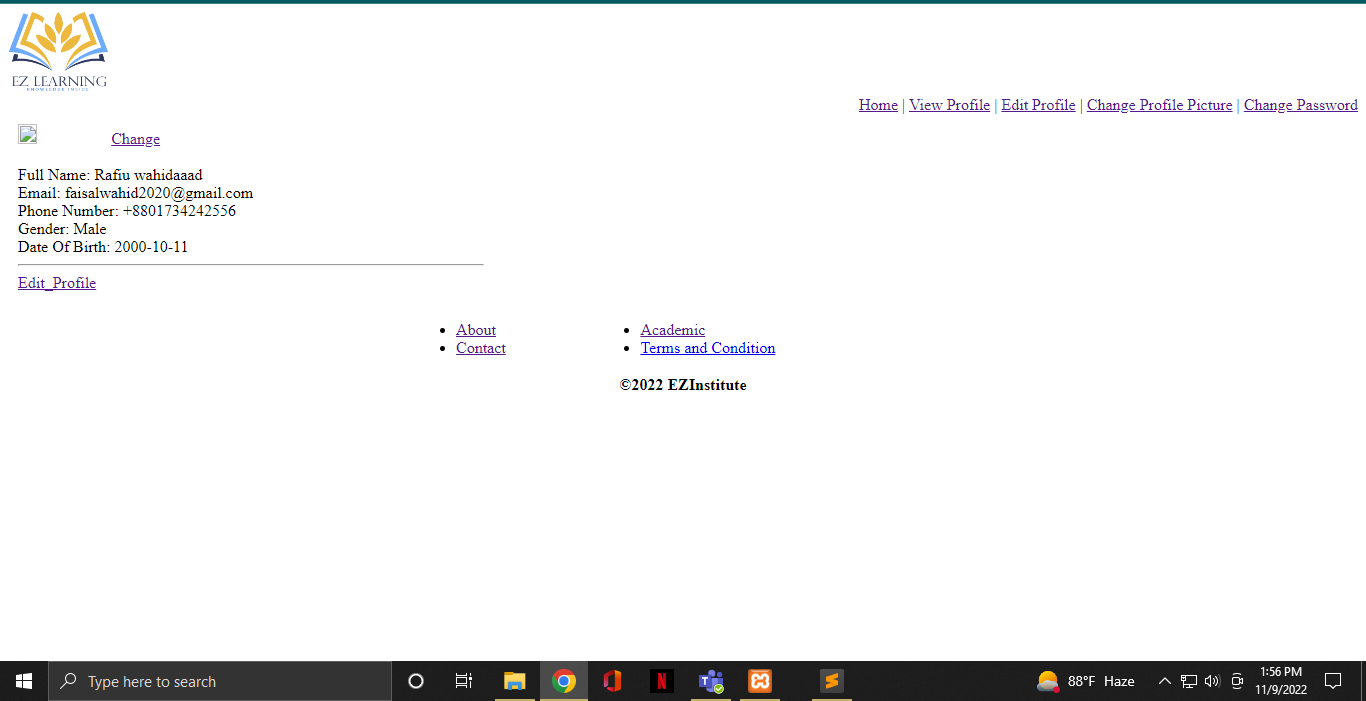 EZ LEARNING
KNOWLEDGE INSIDE
Home | View Profile | Edit Profile | Change Profile Picture | Change Password
Change
Full Name: Rafiu wahidaaad
Email: faisalwahid2020@gmail.com
Phone Number: +8801734242556
Gender: Male
Date Of Birth: 2000-10-11
Edit_Profile
About
Contact
Academic
Terms and Condition
©2022 EZInstitute
Type here to search
88°F Haze
1:56 PM
11/9/2022